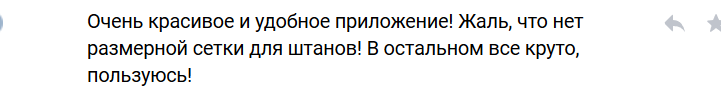 Очень красивое и удобное приложение! Жаль, что нет
размерной сетки для штанов! В остальном все круто,
пользуюсь!